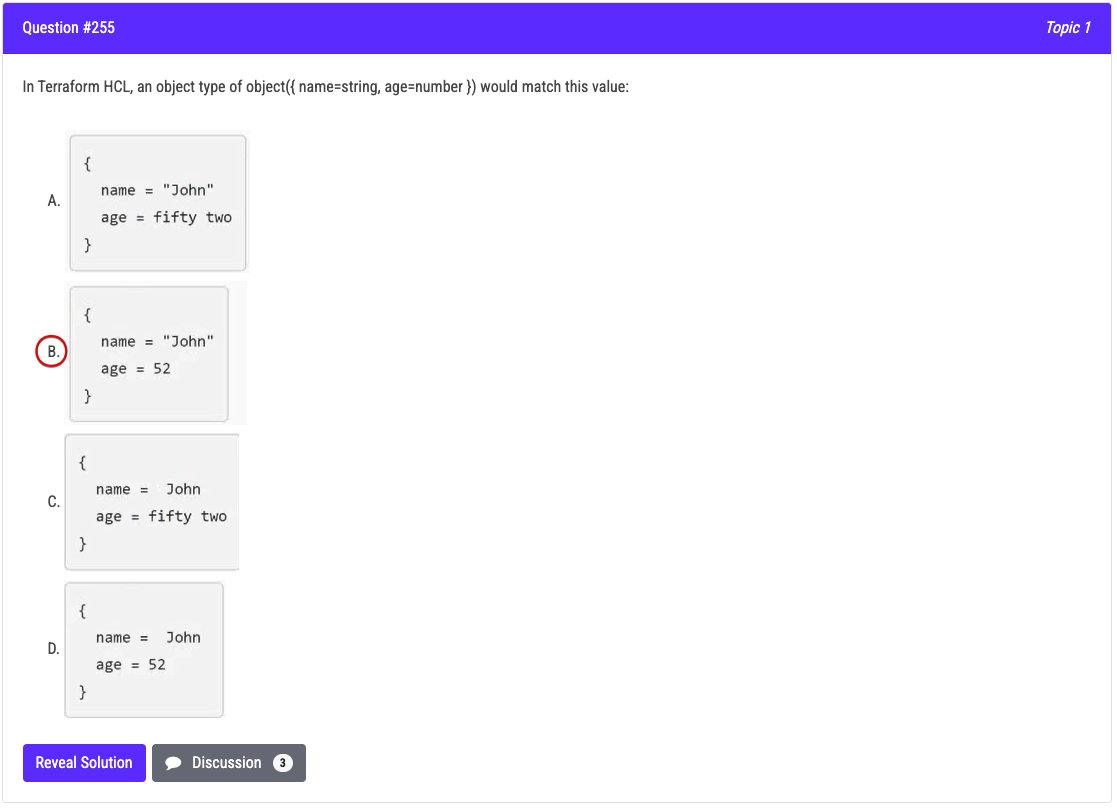 Question #255
Topic 1
In Terraform HCL, an object type of object({ name=string, age=number }) would match this value:
A.
{
name = "John"
age = fifty two
}
B.
{
name = "John"
age = 52
}
C.
{
name = John
age = fifty two
}
D.
{
name = John
age = 52
}
Reveal Solution
Discussion 3